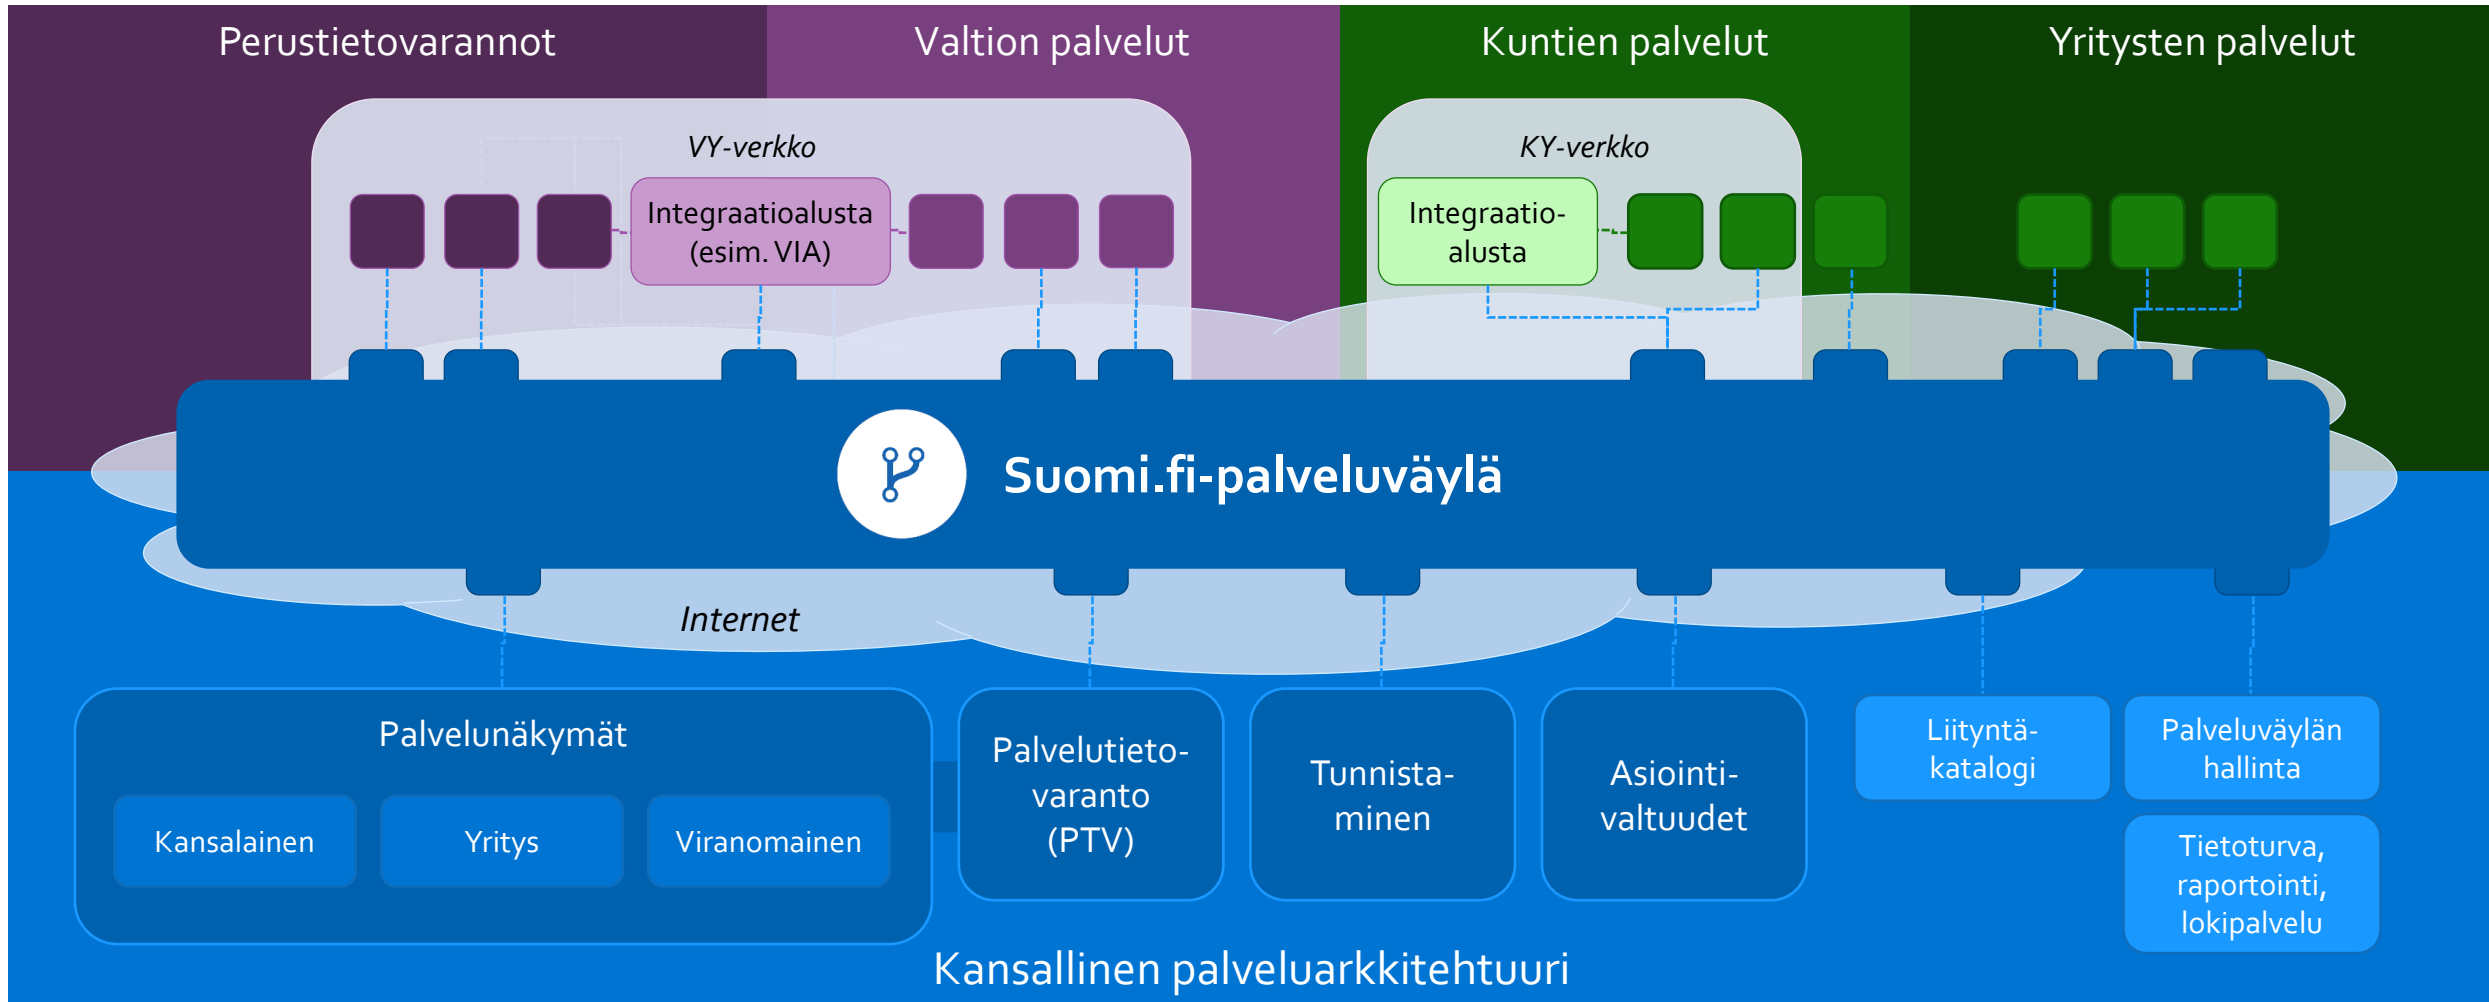 Perustietovarannot
Valtion palvelut
Kuntien palvelut
Yritysten palvelut
VY-verkko
KY-verkko
Integraatioalusta
(esim. VIA)
Integraatio-
alusta
Suomi.fi-palveluväylä
Internet
Palvelunäkymät
Kansalainen
Yritys
Viranomainen
Palvelutieto-
varanto
(PTV)
Tunnista-
minen
Asiointi-
valtuudet
Liityntä-
katalogi
Palveluväylän
hallinta
Tietoturva,
raportointi,
lokipalvelu
Kansallinen palveluarkkitehtuuri